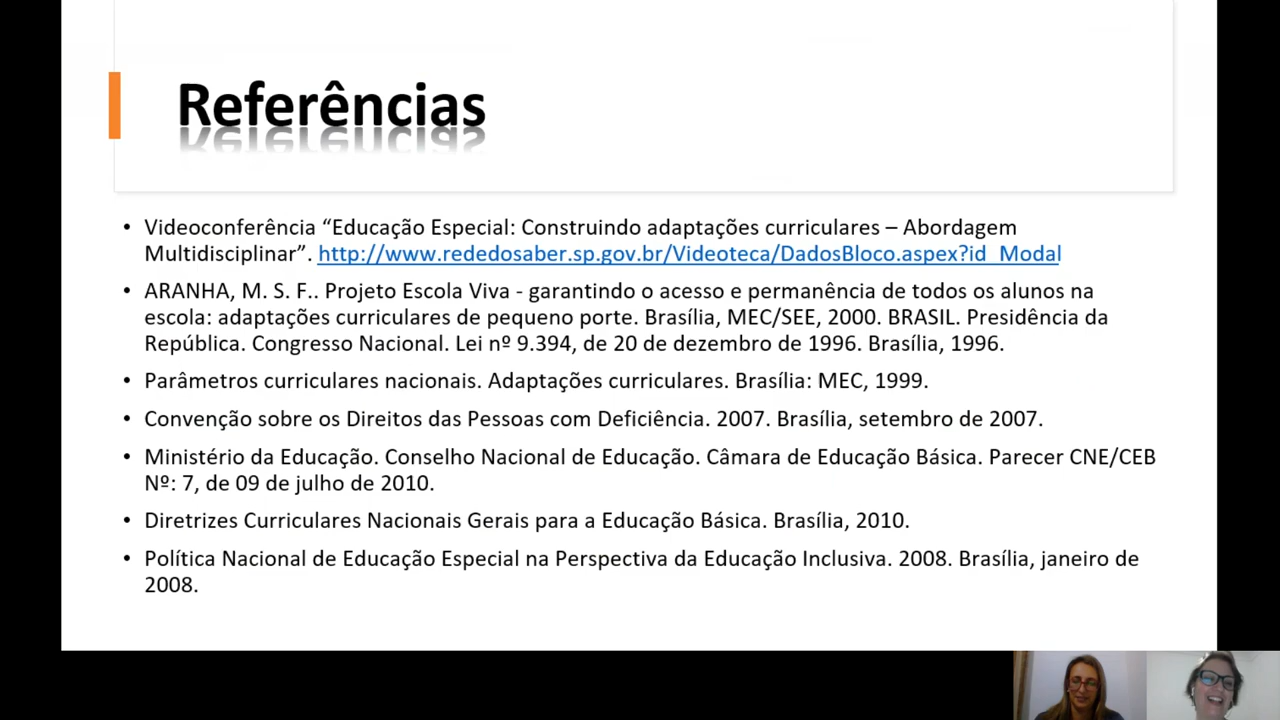 Referências
• Videoconferência “Educação Especial: Construindo adaptações curriculares – Abordagem
Multidisciplinar”. http://www.rededosaber.sp.gov.br/Videoteca/DadosBloco.aspex?id_Modal
• ARANHA, M. S. F.. Projeto Escola Viva - garantindo o acesso e permanência de todos os alunos na
escola: adaptações curriculares de pequeno porte. Brasília, MEC/SEE, 2000. BRASIL. Presidência da
República. Congresso Nacional. Lei nº 9.394, de 20 de dezembro de 1996. Brasília, 1996.
• Parâmetros curriculares nacionais. Adaptações curriculares. Brasília: MEC, 1999.
• Convenção sobre os Direitos das Pessoas com Deficiência. 2007. Brasília, setembro de 2007.
• Ministério da Educação. Conselho Nacional de Educação. Câmara de Educação Básica. Parecer CNE/CEB
Nº: 7, de 09 de julho de 2010.
• Diretrizes Curriculares Nacionais Gerais para a Educação Básica. Brasília, 2010.
• Política Nacional de Educação Especial na Perspectiva da Educação Inclusiva. 2008. Brasília, janeiro de
2008.